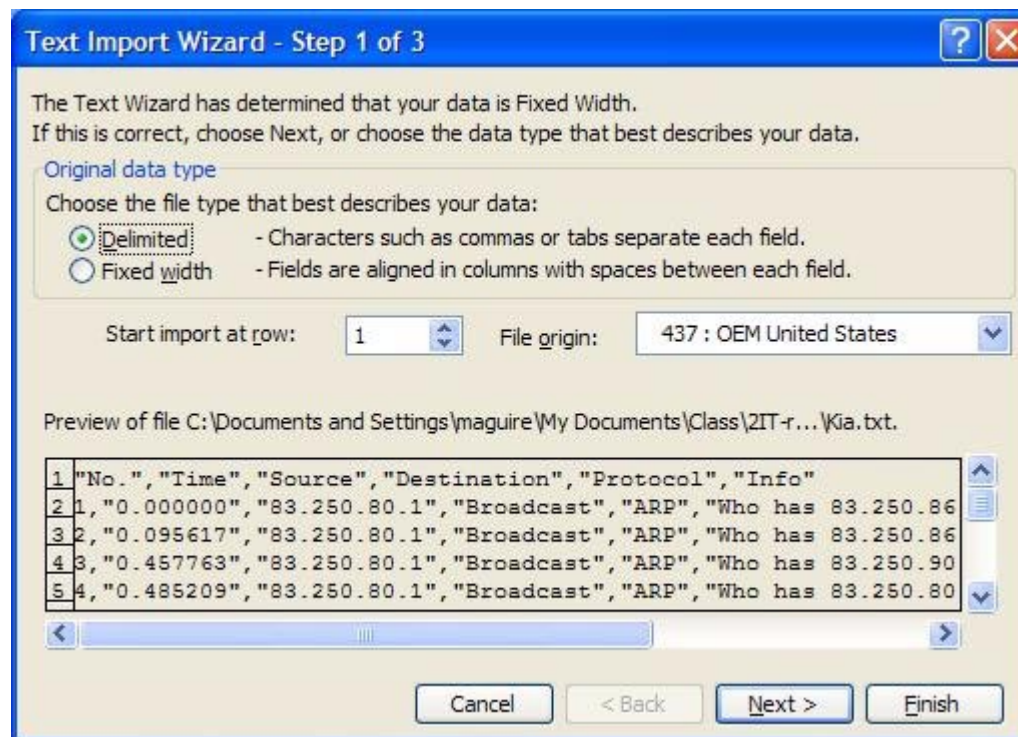 Text Import Wizard - Step 1 of 3
The Text Wizard has determined that your data is Fixed Width.
If this is correct, choose Next, or choose the data type that best describes your data.
Original data type
Choose the file type that best describes your data:
Delimited - Characters such as commas or tabs separate each field.
Fixed width - Fields are aligned in columns with spaces between each field.
Start import at row: 1 File origin: 437 : OEM United States
Preview of file C:\Documents and Settings\maguire\My Documents\Class\2IT-r...\Kia.txt.
1 "No.","Time","Source","Destination","Protocol","Info"
2 1,"0.000000","83.250.80.1","Broadcast","ARP","Who has 83.250.86
3 2,"0.095617","83.250.80.1","Broadcast","ARP","Who has 83.250.86
4 3,"0.457763","83.250.80.1","Broadcast","ARP","Who has 83.250.90
5 4,"0.485209","83.250.80.1","Broadcast","ARP","Who has 83.250.80
Cancel < Back Next > Finish